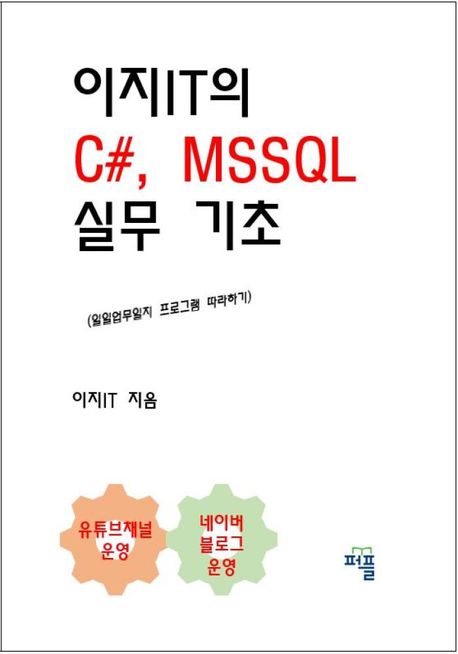 이지IT의
C#, MSSQL
실무 기초
(일일업무일지 프로그램 따라하기)
이지IT 지음
유튜브채널
운영
네이버
블로그
운영
퍼플